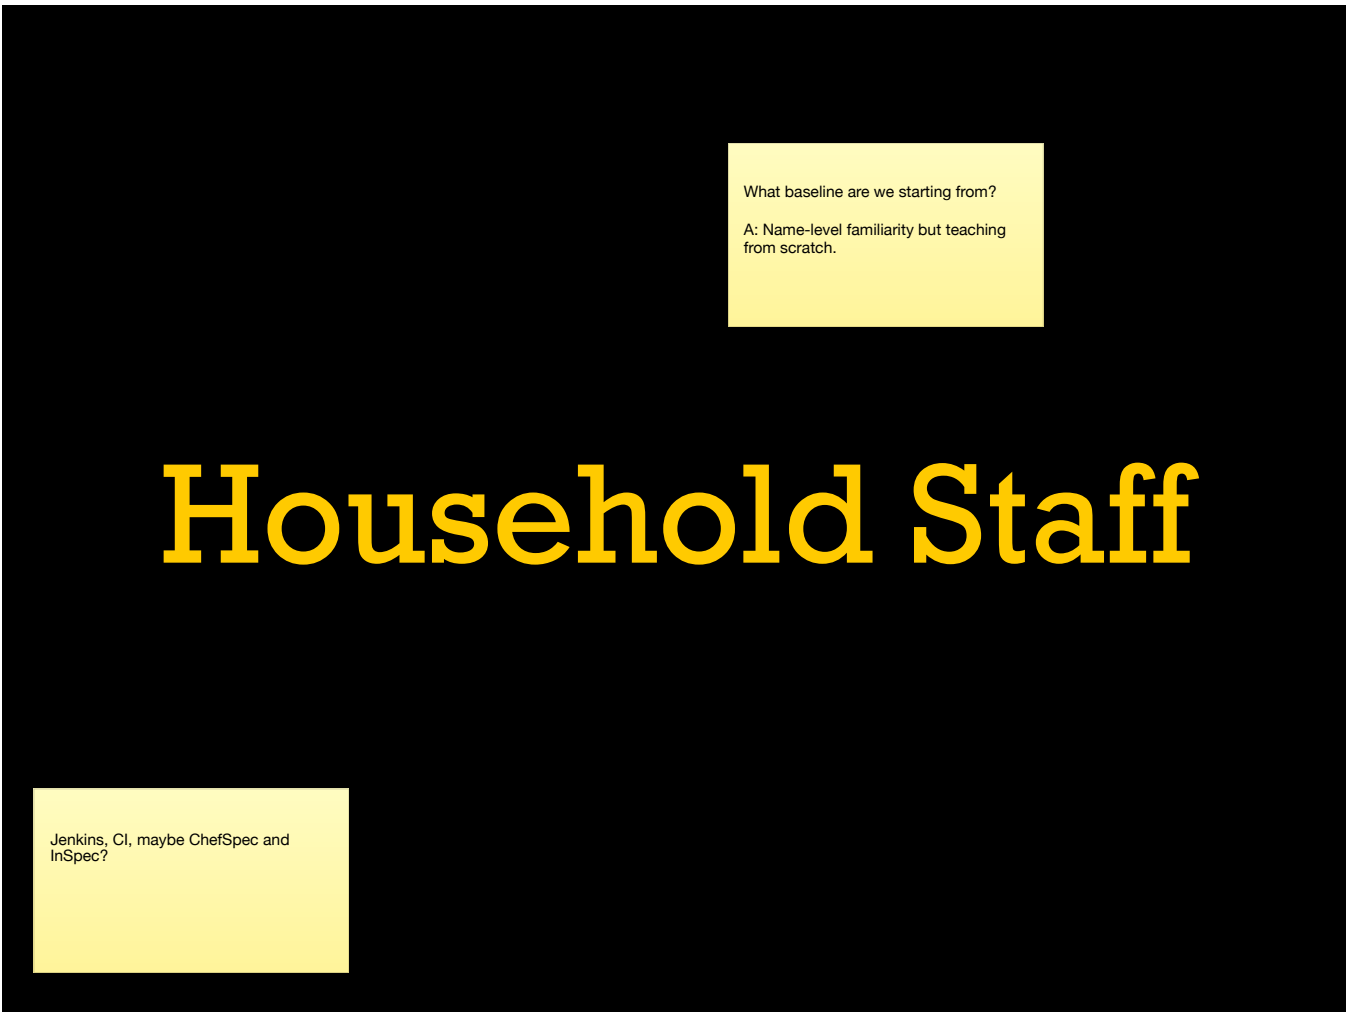 What baseline are we starting from?
A: Name-level familiarity but teaching
from scratch.
Household Staff
Jenkins, CI, maybe ChefSpec and
InSpec?